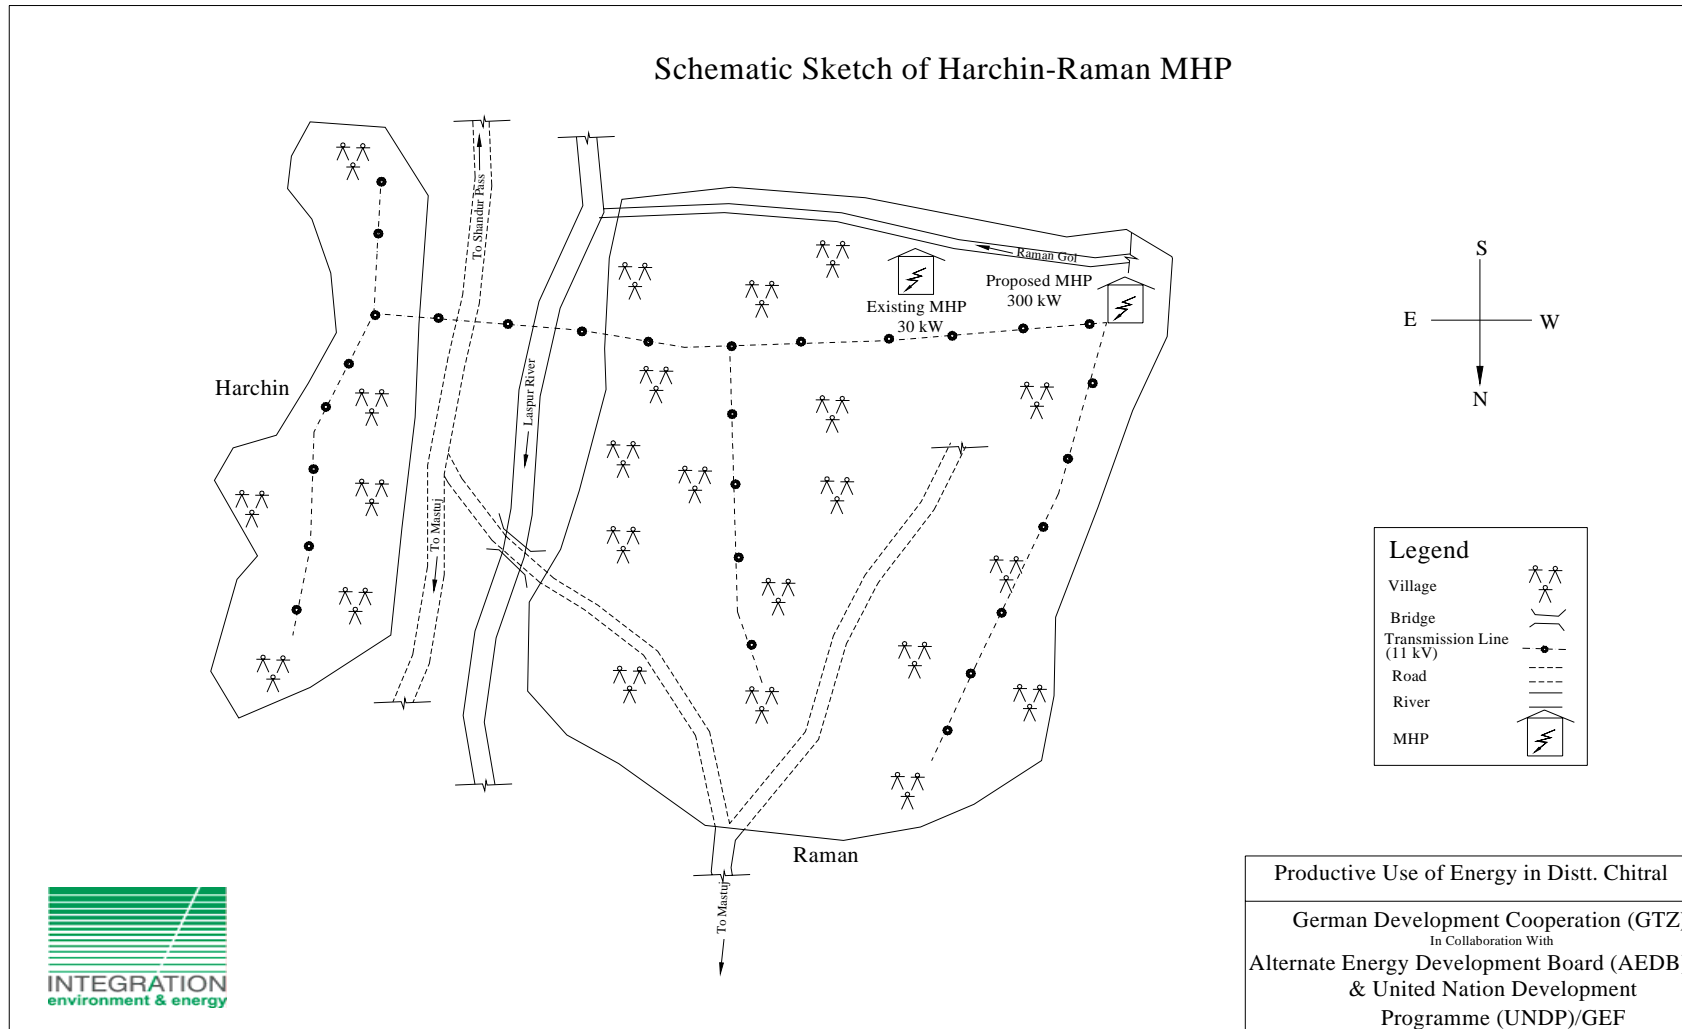 Schematic Sketch of Harchin-Raman MHP
To Shandur Pass
Raman Gol
Existing MHP
30 kW
Proposed MHP
300 kW
Harchin
Laspur River
To Mastuj
Raman
To Mastuj
S
E
W
N
Legend
Village
Bridge
Transmission Line
(11 kV)
Road
River
MHP
INTEGRATION
environment & energy
Productive Use of Energy in Distt. Chitral
German Development Cooperation (GTZ)
In Collaboration With
Alternate Energy Development Board (AEDB
& United Nation Development
Programme (UNDP)/GEF